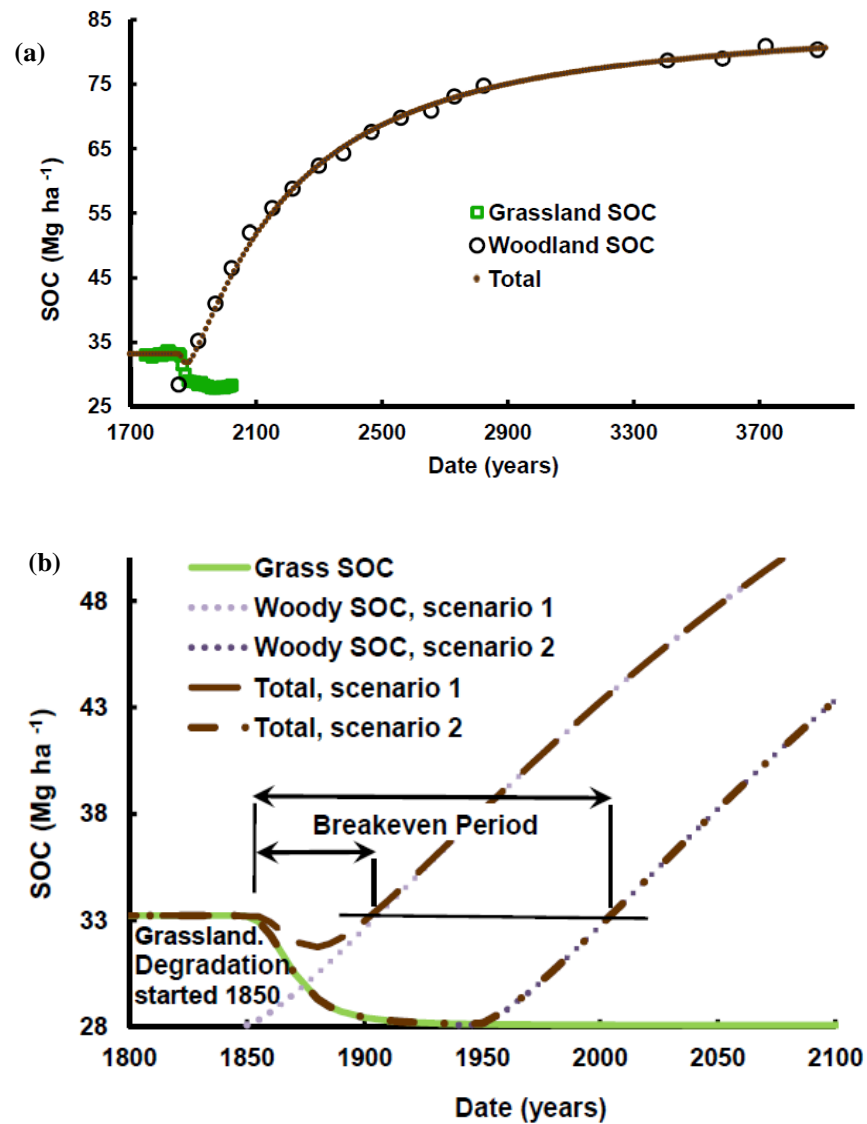 (a)
85
75
65
55
45
35
25
SOC (Mg ha -1)
Grassland SOC
Woodland SOC
Total
1700 2100 2500 2900 3300 3700
Date (years)
(b)
48
43
38
33
28
SOC (Mg ha -1)
Grass SOC
Woody SOC, scenario 1
Woody SOC, scenario 2
Total, scenario 1
Total, scenario 2
Breakeven Period
Grassland.
Degradation
started 1850
1800 1850 1900 1950 2000 2050 2100
Date (years)